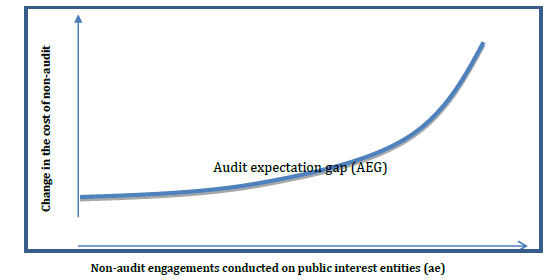 Change in the cost of non-audit
Audit expectation gap (AEG)
Non-audit engagements conducted on public interest entities (ae)